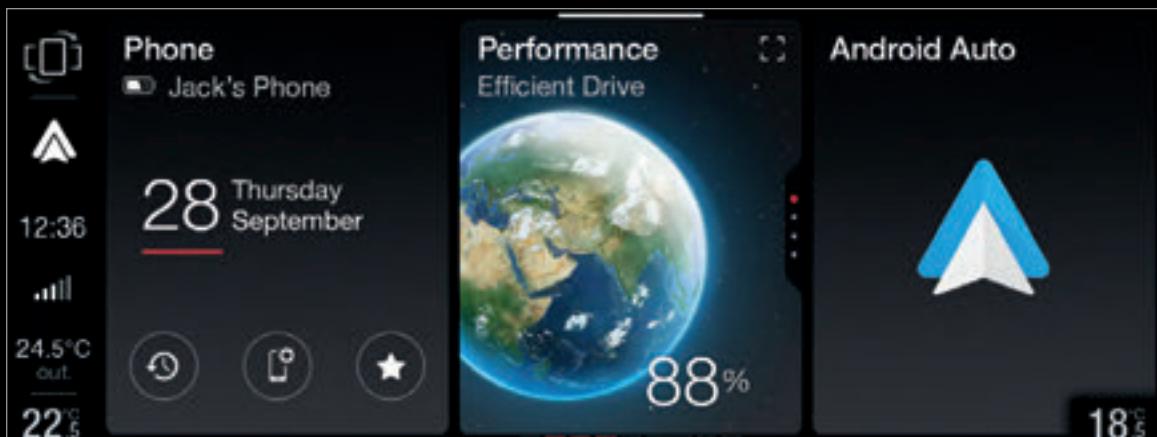 Phone
Jack's Phone
28
Thursday
September
Performance
Efficient Drive
88%
Android Auto
12:36
24.5°C
out.
22.5°C
18.5°C